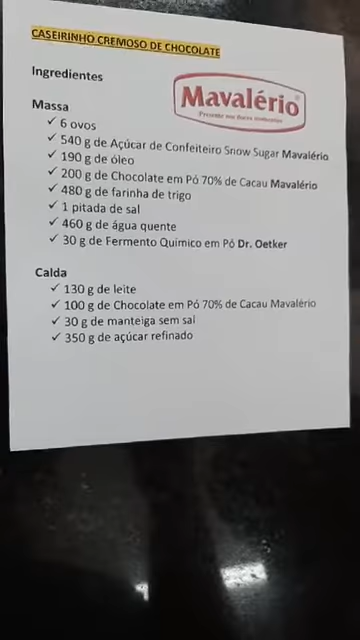 CASEIRINHO CREMOSO DE CHOCOLATE
Ingredientes
Mavalério
Massa
✓ 6 ovos
✓ 540 g de Açúcar de Confeiteiro Snow Sugar Mavalério
✓ 190 g de óleo
✓ 200 g de Chocolate em Pó 70% de Cacau Mavalério
✓ 480 g de farinha de trigo
✓ 1 pitada de sal
✓ 460 g de água quente
✓ 30 g de Fermento Químico em Pó Dr. Oetker
Calda
✓ 130 g de leite
✓ 100 g de Chocolate em Pó 70% de Cacau Mavalério
✓ 30 g de manteiga sem sal
✓ 350 g de açúcar refinado